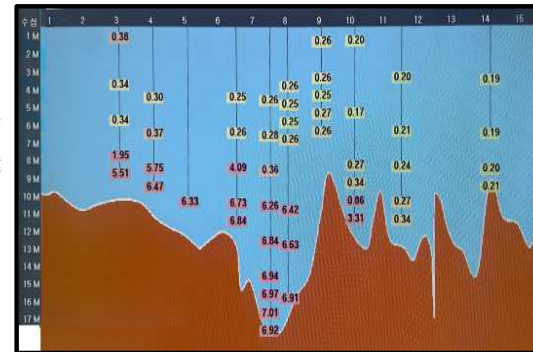 수심 1 2 3 4 5 6 7 8 9 10 11 12 13 14 15
1 M 0.38 0.26 0.20
2 M
3 M 0.26 0.20 0.19
4 M 0.34 0.30 0.25 0.26 0.26 0.25
5 M 0.25 0.27 0.17
6 M 0.34 0.37 0.26 0.28 0.25 0.26 0.26 0.21 0.19
7 M
8 M 1.95 5.75 4.09 0.36 0.27 0.24 0.20
9 M 5.51 6.47 0.34 0.21
10 M 6.33 6.73 6.26 6.42 0.86 0.27
11 M 6.84 3.31 0.34
12 M 6.84 6.63
13 M
14 M 6.94
15 M 6.97 6.91
16 M 7.01
17 M 6.92